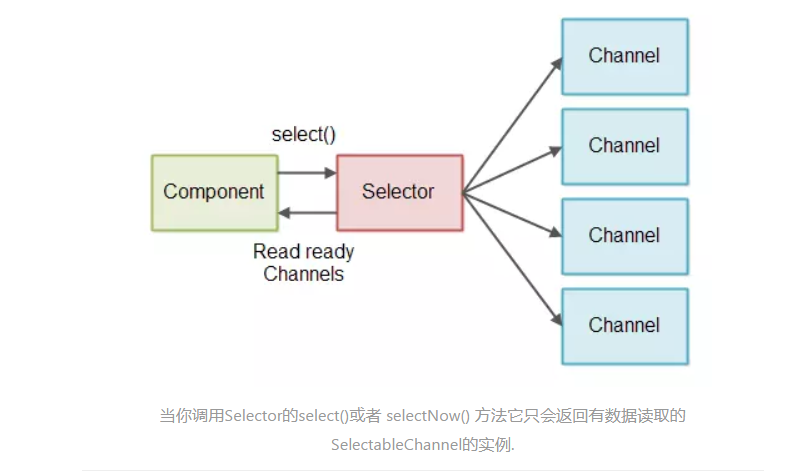 select()
Component
Selector
Read ready
Channels
Channel
Channel
Channel
Channel
当你调用Selector的select()或者 selectNow() 方法它只会返回有数据读取的
SelectableChannel的实例.